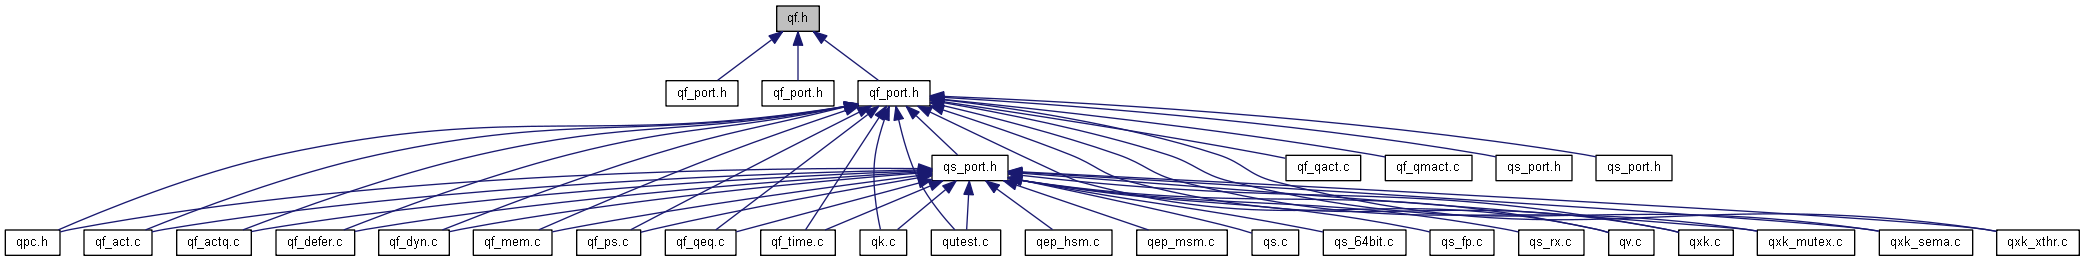 qf.h
qf_port.h
qf_port.h
qf_port.h
qs_port.h
qf_qact.c
qf_qmact.c
qs_port.h
qs_port.h
qpc.h
qf_act.c
qf_actq.c
qf_defer.c
qf_dyn.c
qf_mem.c
qf_ps.c
qf_qeq.c
qf_time.c
qk.c
qutest.c
qep_hsm.c
qep_msm.c
qs.c
qs_64bit.c
qs_fp.c
qs_rx.c
qv.c
qxk.c
qxk_mutex.c
qxk_sema.c
qxk_xthr.c